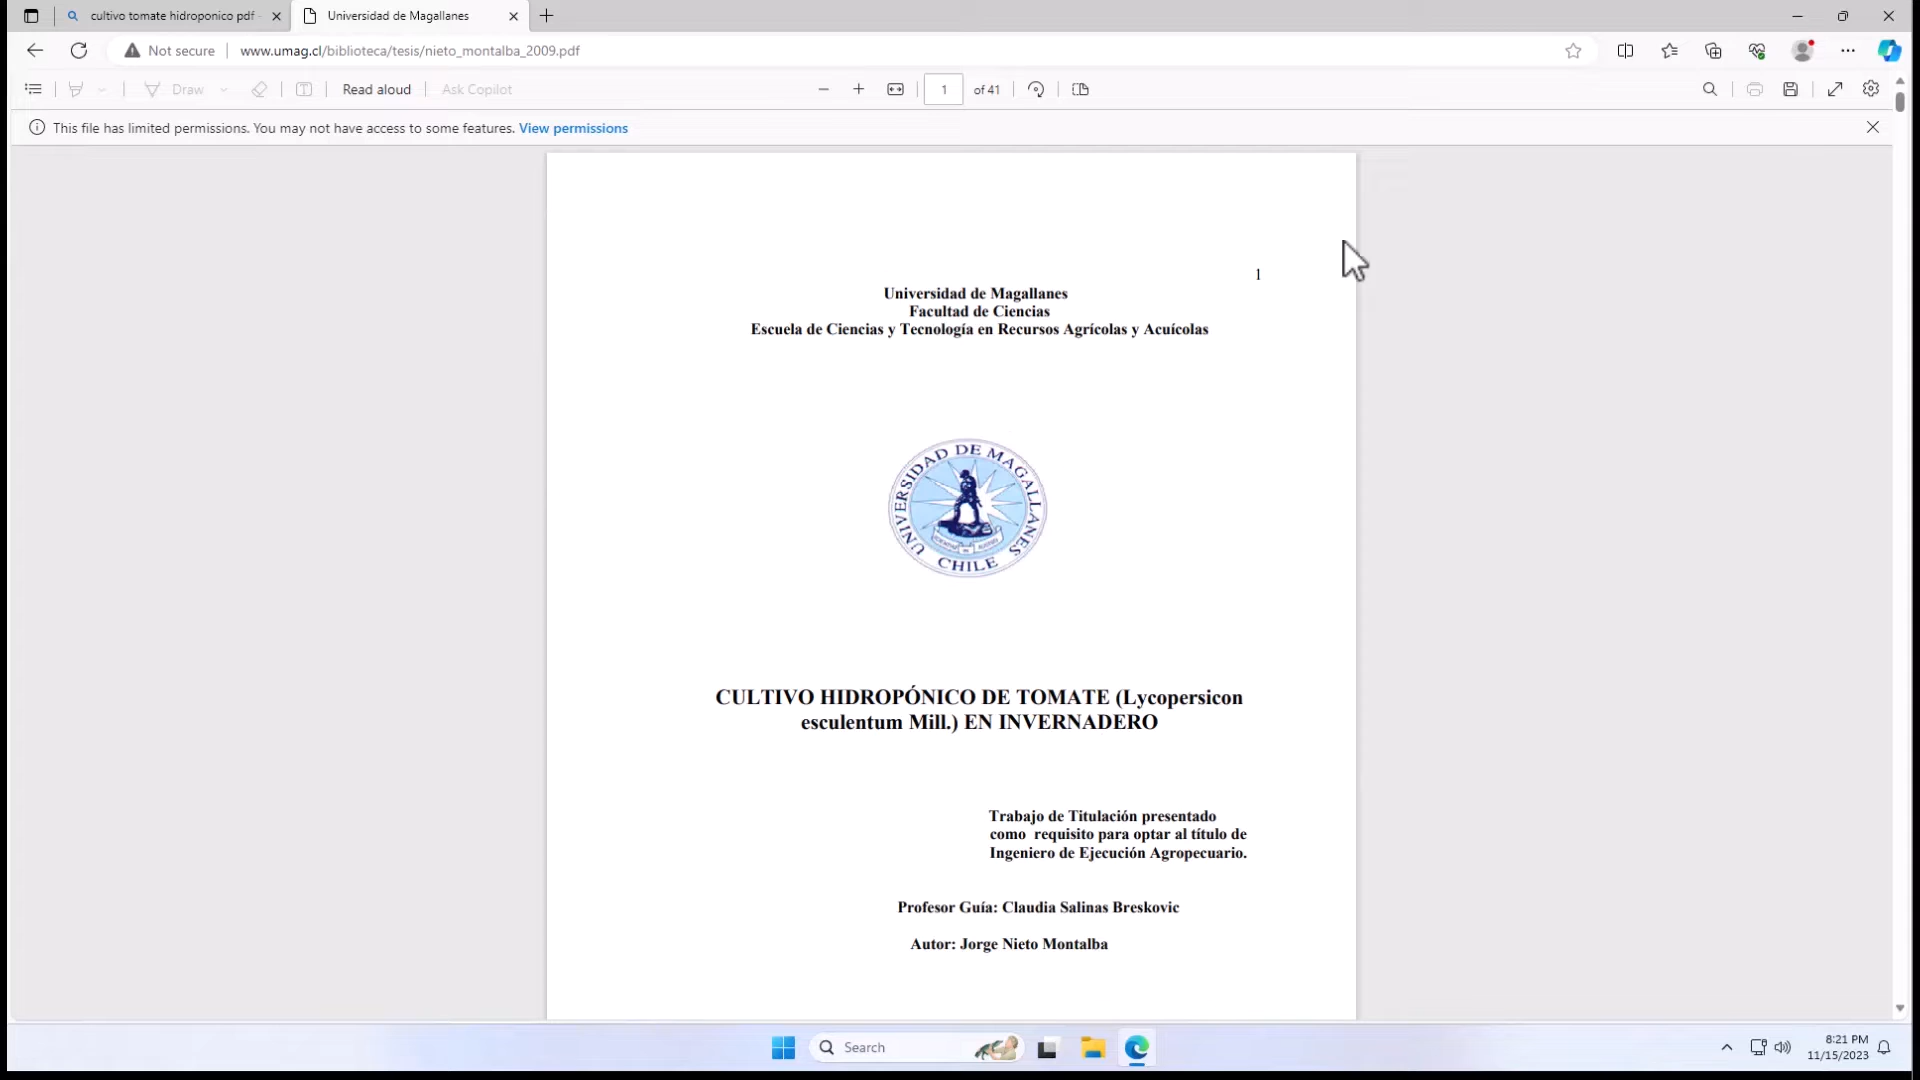 cultivo tomate hidroponico pdf
Universidad de Magallanes
Not secure
www.umag.cl/biblioteca/tesis/nieto_montalba_2009.pdf
Draw
Read aloud
Ask Copilot
1
of 41
This file has limited permissions. You may not have access to some features. View permissions
1
Universidad de Magallanes
Facultad de Ciencias
Escuela de Ciencias y Tecnología en Recursos Agrícolas y Acuícolas
UNIVERSIDAD DE MAGALLANES
CHILE
CULTIVO HIDROPÓNICO DE TOMATE (Lycopersicon
esculentum Mill.) EN INVERNADERO
Trabajo de Titulación presentado
como requisito para optar al título de
Ingeniero de Ejecución Agropecuario.
Profesor Guía: Claudia Salinas Breskovic
Autor: Jorge Nieto Montalba
Search
8:21 PM
11/15/2023